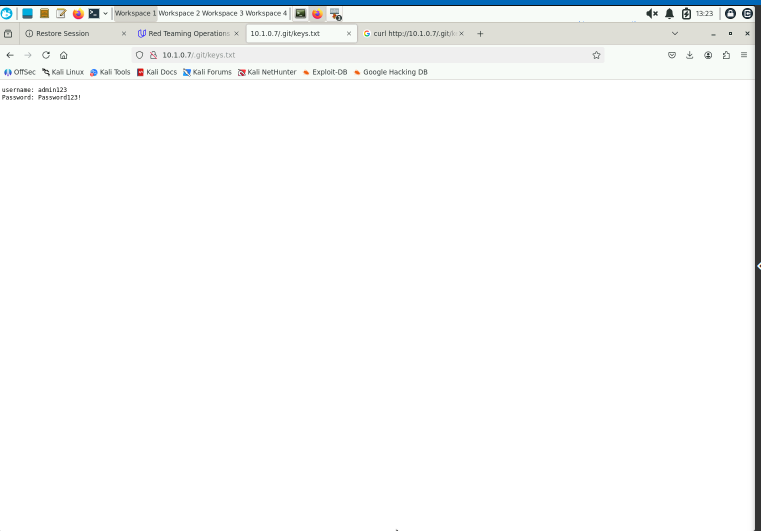 Workspace 1 Workspace 2 Workspace 3 Workspace 4
13:23
Restore Session
Red Teaming Operations
10.1.0.7/.git/keys.txt
curl http://10.1.0.7/.git/k
10.1.0.7/.git/keys.txt
OffSec Kali Linux Kali Tools Kali Docs Kali Forums Kali NetHunter Exploit-DB Google Hacking DB
username: admin123
Password: Password123!